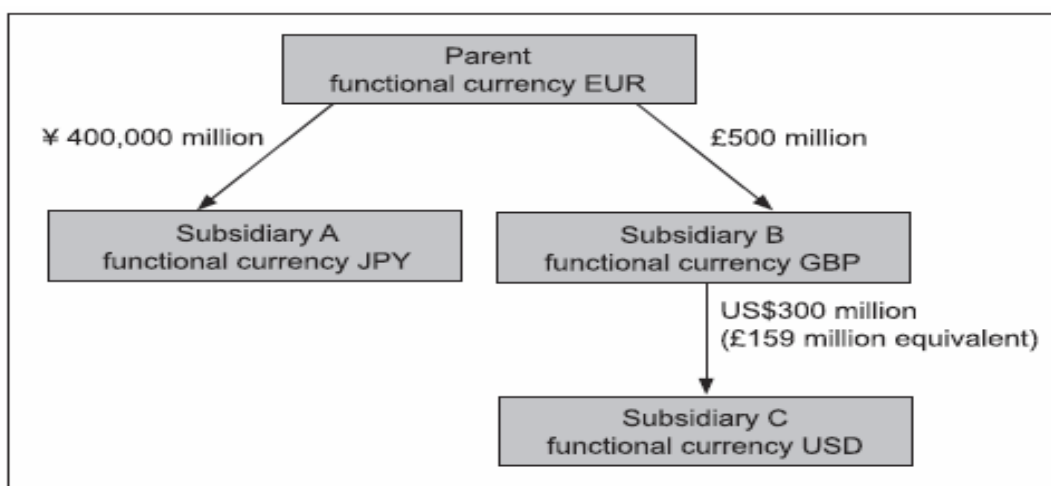 Parent
functional currency EUR
¥ 400,000 million
£500 million
Subsidiary A
functional currency JPY
Subsidiary B
functional currency GBP
US$300 million
(£159 million equivalent)
Subsidiary C
functional currency USD